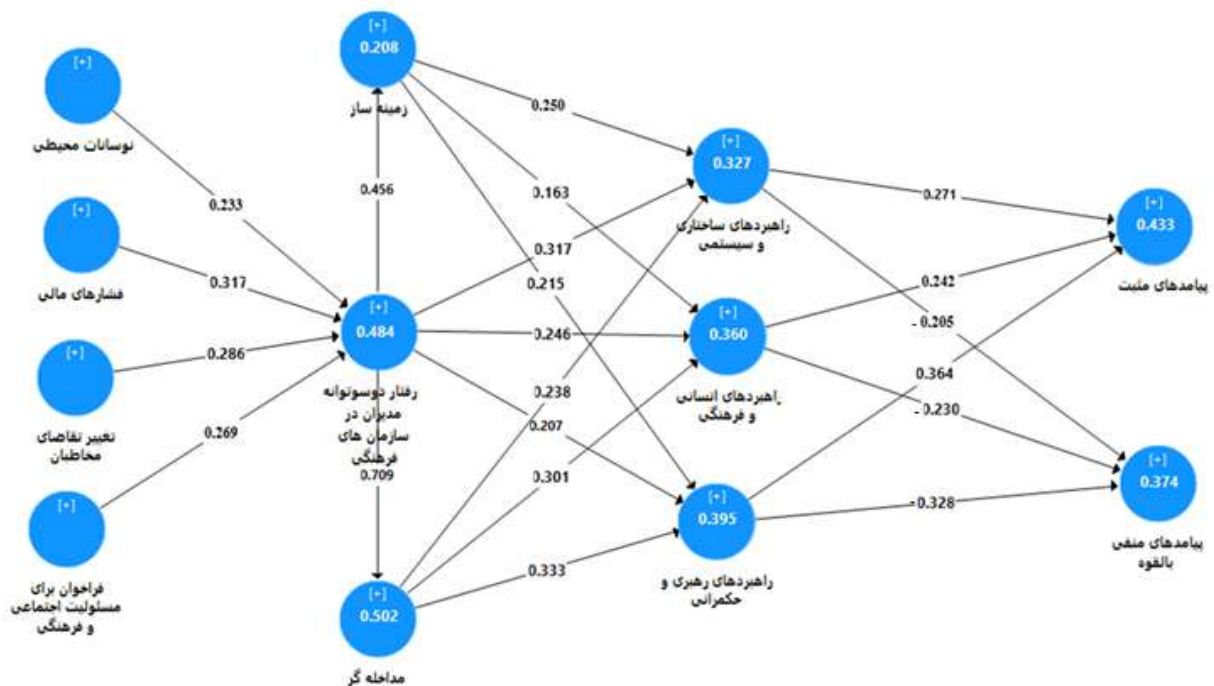 [+]
0.208
زمینه ساز
[+]
نوسانات محیطی
[+]
فشارهای مالی
[+]
تغییر تقاضای
مخاطبان
[+]
فراخوان برای
مسئولیت اجتماعی
و فرهنگی
0.233
0.317
0.286
0.269
0.456
[+]
0.484
رفتار دوسوتوانه
مدیران در
سازمان های
فرهنگی
0.709
[+]
0.502
مداخله گر
0.250
0.163
0.215
0.317
0.246
0.207
0.238
0.301
0.333
[+]
0.327
راهبردهای ساختاری
و سیستمی
[+]
0.360
راهبردهای انسانی
و فرهنگی
[+]
0.395
راهبردهای رهبری و
حکمرانی
0.271
-0.205
0.242
-0.230
0.364
-0.328
[+]
0.433
پیامدهای مثبت
[+]
0.374
پیامدهای منفی
بالقوه